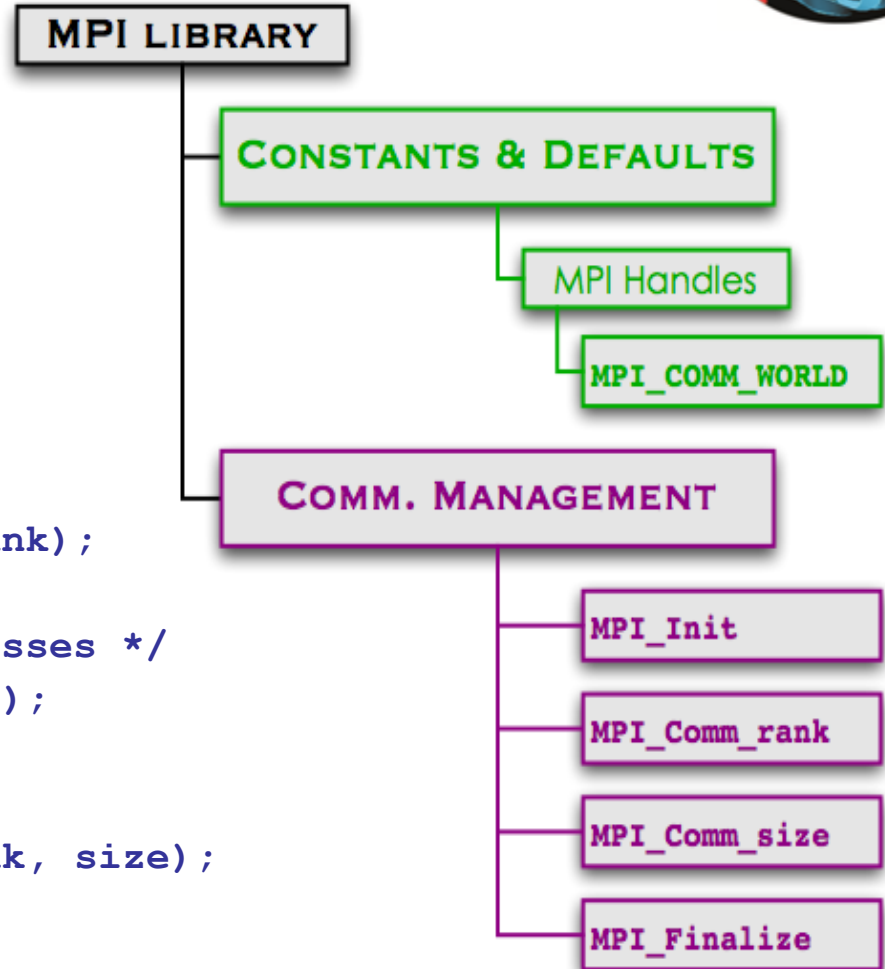 MPI LIBRARY
CONSTANTS & DEFAULTS
MPI Handles
MPI_COMM_WORLD
COMM. MANAGEMENT
MPI_Init
MPI_Comm_rank
MPI_Comm_size
MPI_Finalize
nk);
sses */
);
k, size);